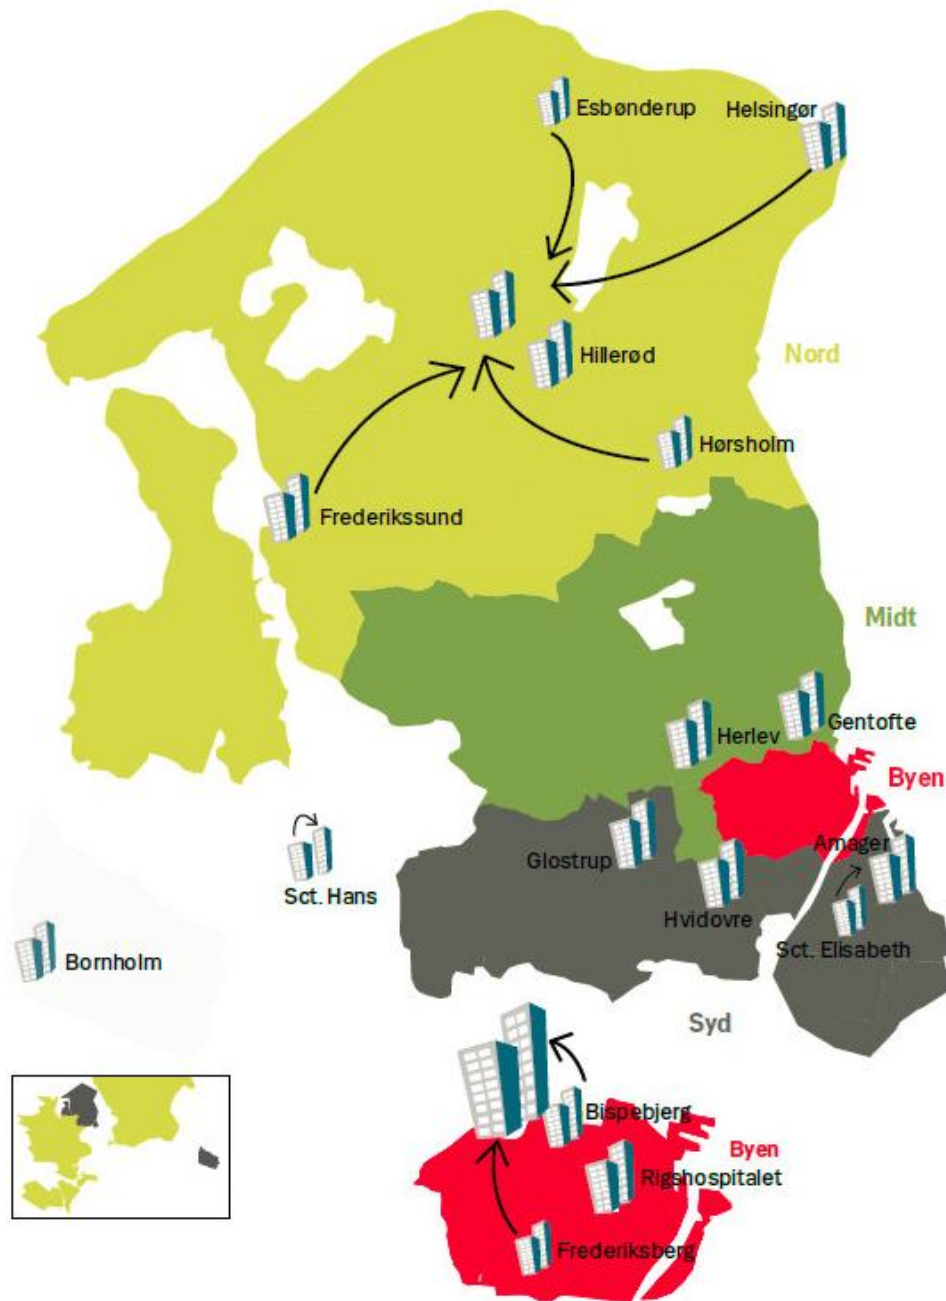 Esbønderup
Helsingør
Nord
Hillerød
Hørsholm
Frederikssund
Midt
Gentofte
Herlev
Byen
Amager
Glostrup
Sct. Hans
Hvidovre
Sct. Elisabeth
Bornholm
Syd
Bispebjerg
Byen
Rigshospitalet
Frederiksberg